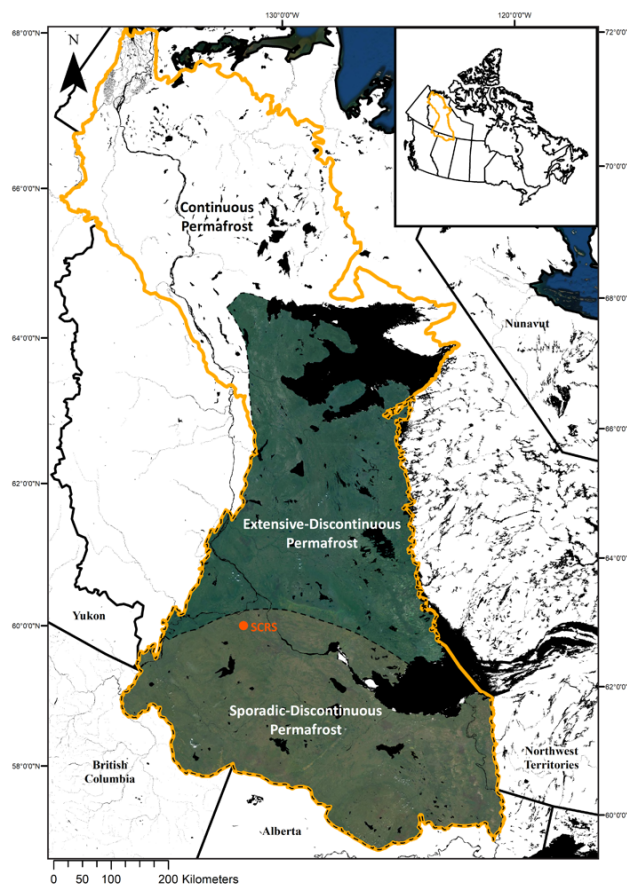 130°0'0"W
120°0'0"W
68°0'0"N
72°0'0"N
N
70°0'0"N
66°0'0"N
Continuous
Permafrost
68°0'0"N
Nunavut
64°0'0"N
66°0'0"N
62°0'0"N
Extensive-Discontinuous
Permafrost
64°0'0"N
Yukon
60°0'0"N
SCRS
62°0'0"N
Sporadic-Discontinuous
Permafrost
British
Columbia
Northwest
Territories
58°0'0"N
60°0'0"N
Alberta
0 50 100 200 Kilometers